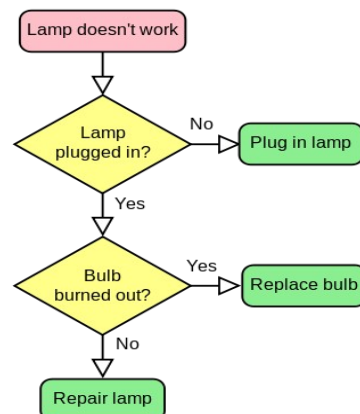 Lamp doesn't work
Lamp
plugged in?
No
Plug in lamp
Yes
Bulb
burned out?
Yes
Replace bulb
No
Repair lamp